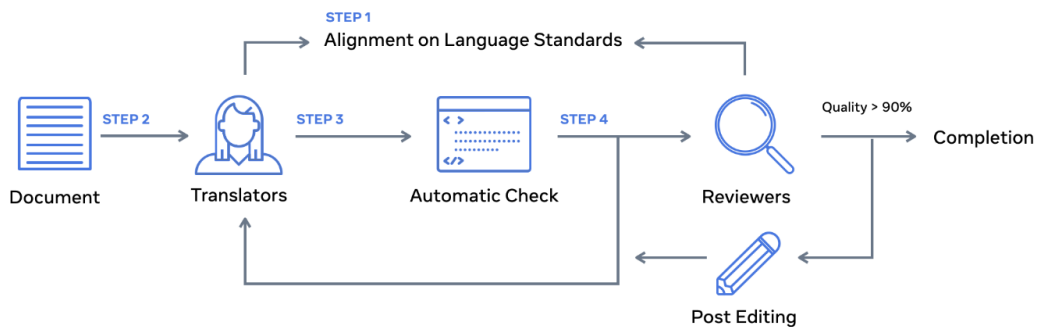 STEP 1
Alignment on Language Standards
STEP 2
STEP 3
STEP 4
Quality > 90%
Completion
Document
Translators
Automatic Check
Reviewers
Post Editing